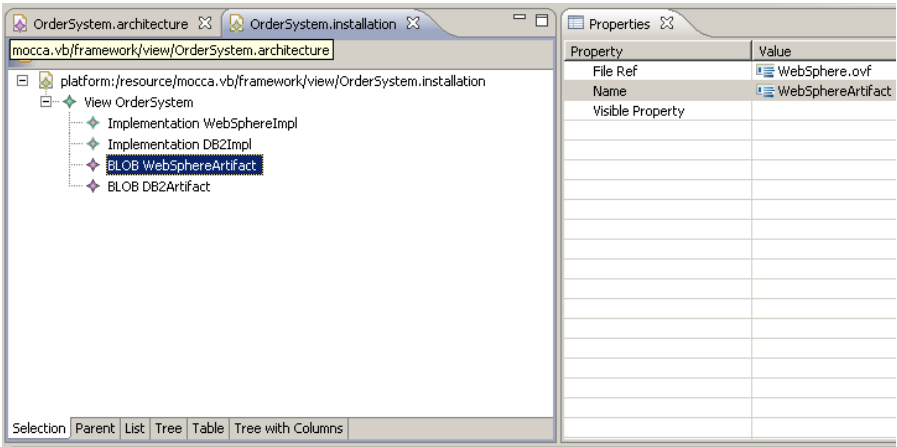 OrderSystem.architecture OrderSystem.installation
mocca.vb/framework/view/OrderSystem.architecture
platform:/resource/mocca.vb/framework/view/OrderSystem.installation
View OrderSystem
Implementation WebSphereImpl
Implementation DB2Impl
BLOB WebSphereArtifact
BLOB DB2Artifact
Selection Parent List Tree Table Tree with Columns
Properties
Property Value
File Ref WebSphere.ovf
Name WebSphereArtifact
Visible Property